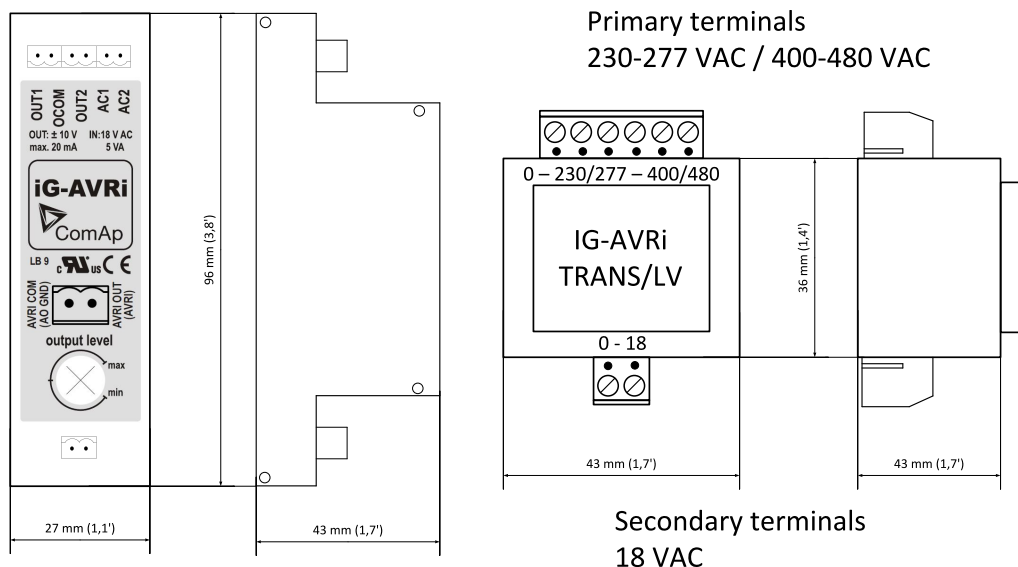 OUT1
OCOM
OUT2
AC1
AC2
OUT: ± 10 V IN:18 V AC
max. 20 mA 5 VA
iG-AVRi
ComAp
LB 9 c RU us CE
AVRI COM
(AO GND)
AVRI OUT
(AVRI)
output level
max
min
27 mm (1,1')
96 mm (3,8')
43 mm (1,7')
Primary terminals
230-277 VAC / 400-480 VAC
0 – 230/277 – 400/480
IG-AVRi
TRANS/LV
0 - 18
36 mm (1,4')
43 mm (1,7')
43 mm (1,7')
Secondary terminals
18 VAC